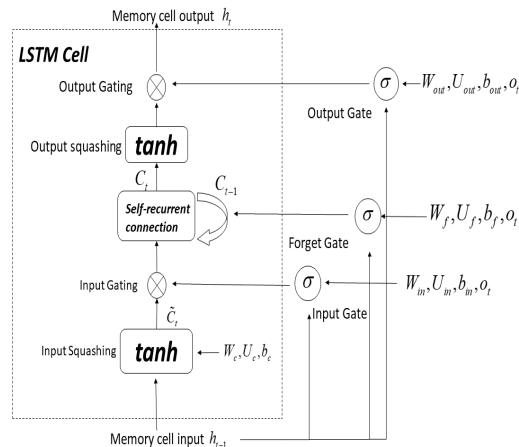 Memory cell output h_t
LSTM Cell
Output Gating
σ
W_out, U_out, b_out, o_t
Output Gate
Output squashing
tanh
C_t
C_{t-1}
Self-recurrent
connection
σ
W_f, U_f, b_f, o_t
Forget Gate
Input Gating
σ
W_in, U_in, b_in, o_t
Input Gate
C̃_t
Input Squashing
tanh
W_c, U_c, b_c
Memory cell input h_{t-1}